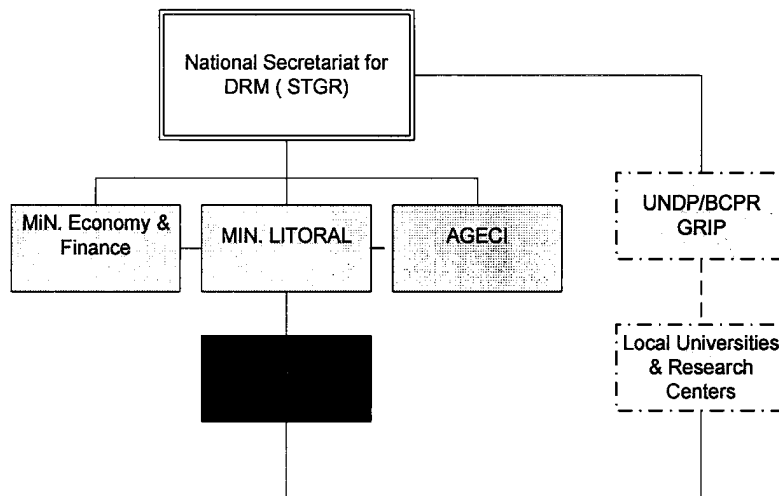 National Secretariat for
DRM ( STGR)
MiN. Economy &
Finance
MIN. LITORAL
AGECI
UNDP/BCPR
GRIP
Local Universities
& Research
Centers